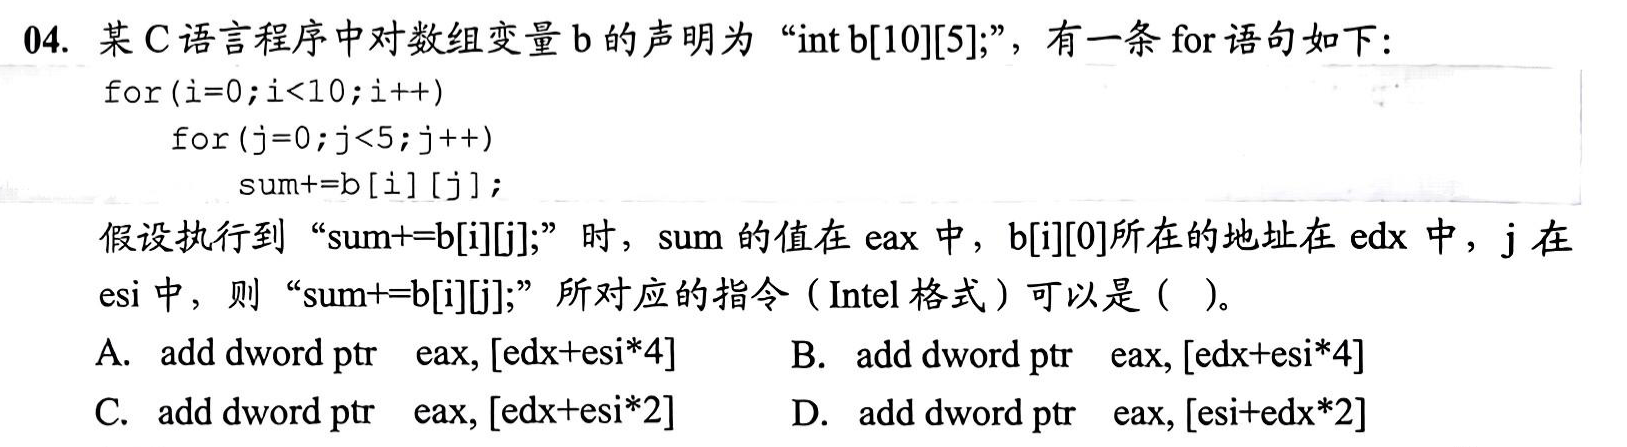 04. 某 C 语言程序中对数组变量 b 的声明为 “int b[10][5];”，有一条 for 语句如下：
for(i=0;i<10;i++)
for(j=0;j<5;j++)
sum+=b[i][j];
假设执行到 “sum+=b[i][j];” 时，sum 的值在 eax 中，b[i][0]所在的地址在 edx 中，j 在
esi 中，则 “sum+=b[i][j];” 所对应的指令（Intel 格式）可以是（ ）。
A. add dword ptr eax, [edx+esi*4] B. add dword ptr eax, [edx+esi*4]
C. add dword ptr eax, [edx+esi*2] D. add dword ptr eax, [esi+edx*2]